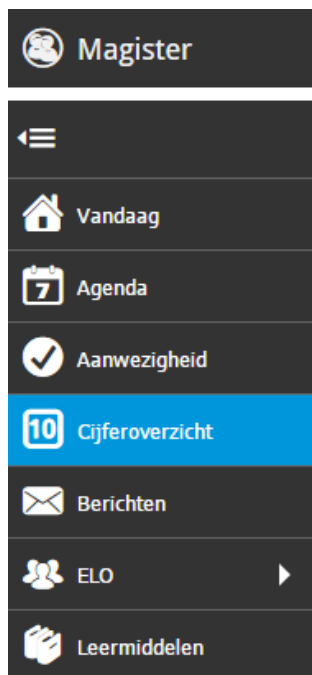 Magister
Vandaag
7
Agenda
Aanwezigheid
10
Cijferoverzicht
Berichten
ELO
Leermiddelen